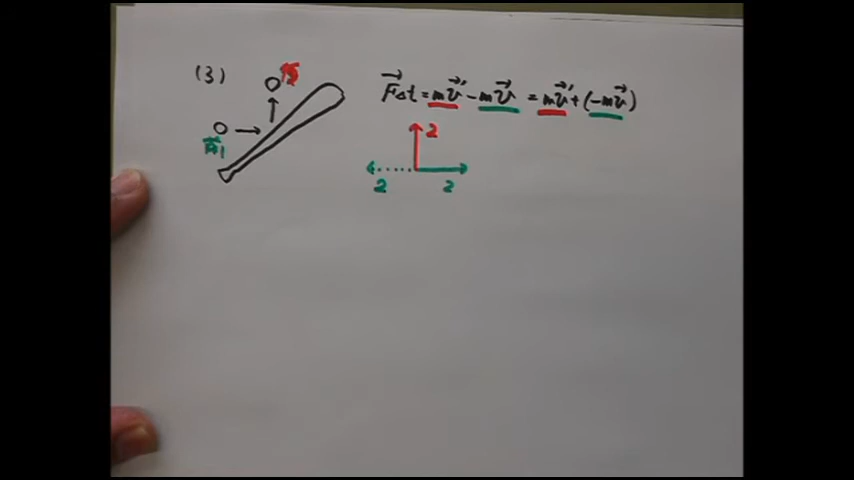 (3)
後
前
F⃗Δt = mv⃗′ - mv⃗ = mv⃗′ + (-mv⃗)
2
2 2